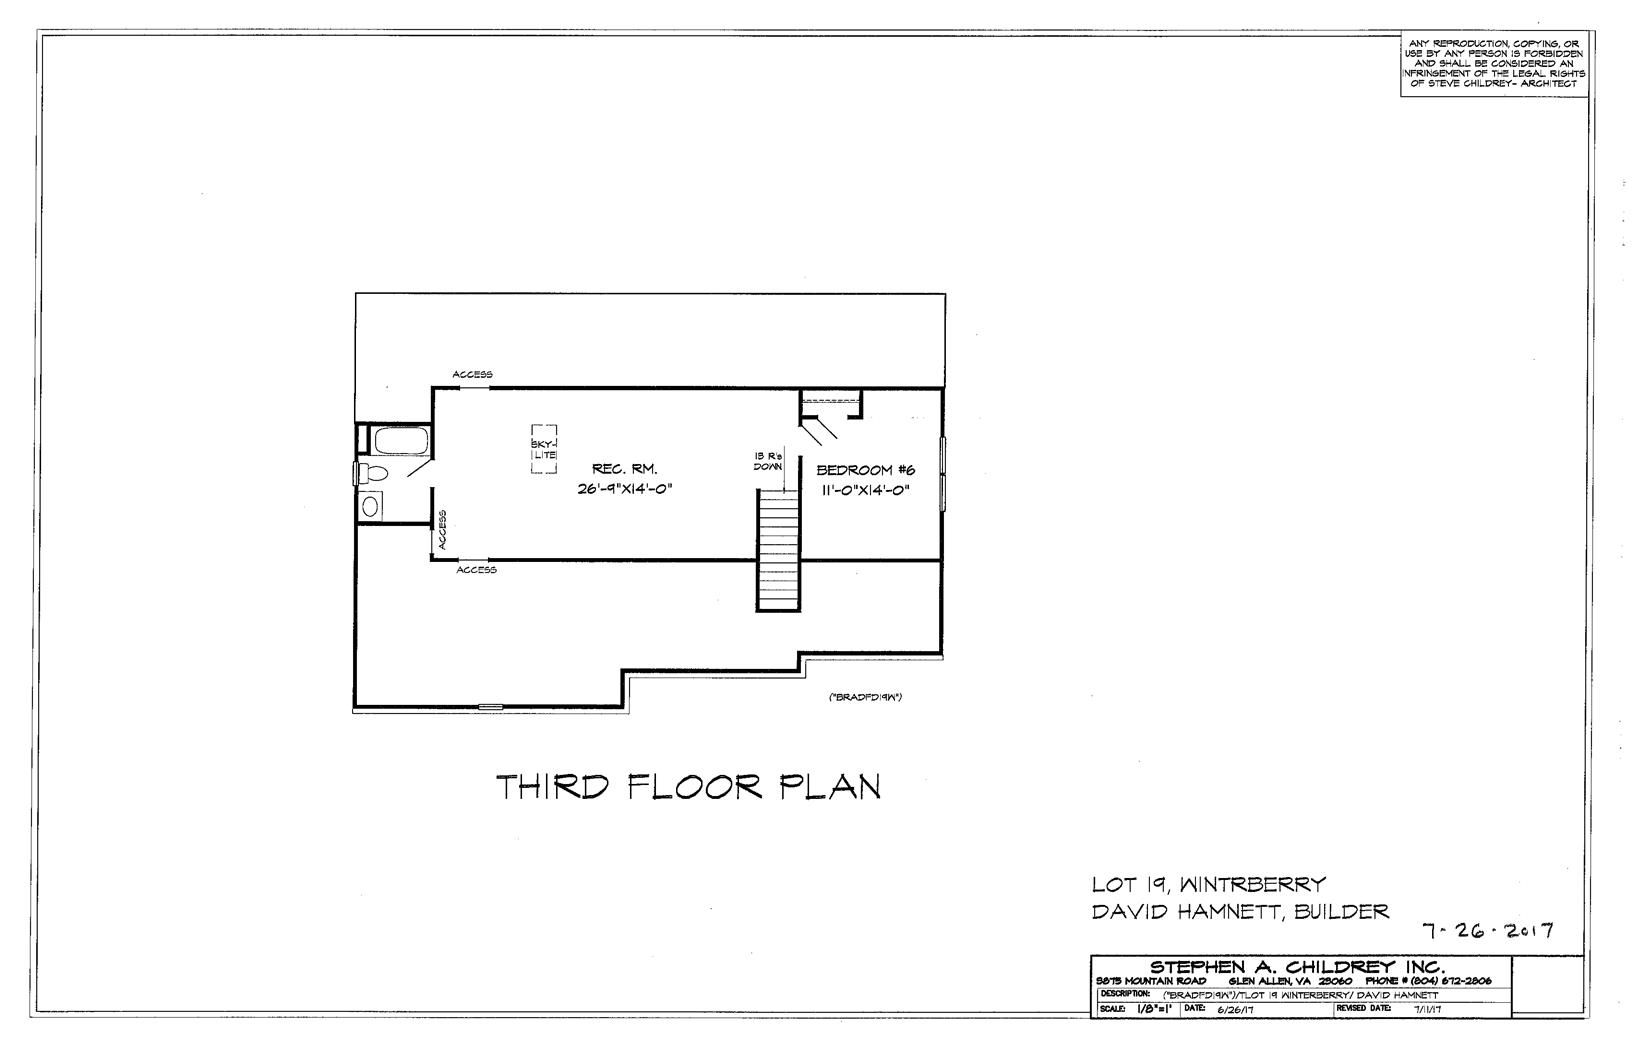 ANY REPRODUCTION, COPYING, OR
USE BY ANY PERSON IS FORBIDDEN
AND SHALL BE CONSIDERED AN
INFRINGEMENT OF THE LEGAL RIGHTS
OF STEVE CHILDREY- ARCHITECT
ACCESS
SKY-
LITE
REC. RM.
26'-9"X14'-0"
13 R's
DOWN
BEDROOM #6
11'-0"X14'-0"
ACCESS
ACCESS
("BRADFD19W")
THIRD FLOOR PLAN
LOT 19, WINTRBERRY
DAVID HAMNETT, BUILDER
7-26-2017
STEPHEN A. CHILDREY INC.
5875 MOUNTAIN ROAD GLEN ALLEN, VA 23060 PHONE # (804) 672-2806
DESCRIPTION: ("BRADFD19W")/TLOT 19 WINTERBERRY/ DAVID HAMNETT
SCALE: 1/8"=1' DATE: 6/26/17 REVISED DATE: 7/11/17